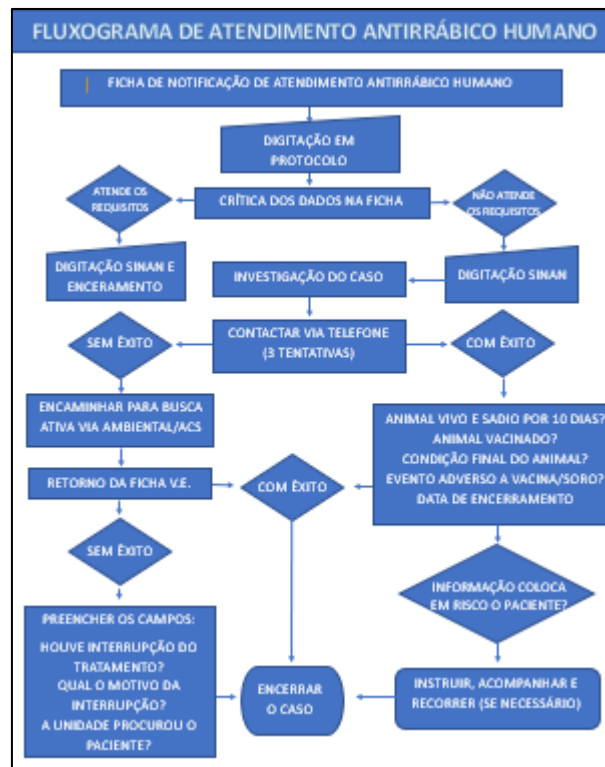 FLUXOGRAMA DE ATENDIMENTO ANTIRRÁBICO HUMANO
FICHA DE NOTIFICAÇÃO DE ATENDIMENTO ANTIRRÁBICO HUMANO
DIGITAÇÃO EM
PROTOCOLO
ATENDE OS
REQUISITOS
CRÍTICA DOS DADOS NA FICHA
NÃO ATENDE
OS REQUISITOS
DIGITAÇÃO SINAN E
ENCERAMENTO
INVESTIGAÇÃO DO CASO
DIGITAÇÃO SINAN
SEM ÊXITO
CONTACTAR VIA TELEFONE
(3 TENTATIVAS)
COM ÊXITO
ENCAMINHAR PARA BUSCA
ATIVA VIA AMBIENTAL/ACS
ANIMAL VIVO E SADIO POR 10 DIAS?
ANIMAL VACINADO?
CONDIÇÃO FINAL DO ANIMAL?
EVENTO ADVERSO A VACINA/SORO?
DATA DE ENCERRAMENTO
RETORNO DA FICHA V.E.
COM ÊXITO
SEM ÊXITO
INFORMAÇÃO COLOCA
EM RISCO O PACIENTE?
PREENCHER OS CAMPOS:
HOUVE INTERRUPÇÃO DO
TRATAMENTO?
QUAL O MOTIVO DA
INTERRUPÇÃO?
A UNIDADE PROCUROU O
PACIENTE?
ENCERRAR
O CASO
INSTRUIR, ACOMPANHAR E
RECORRER (SE NECESSÁRIO)